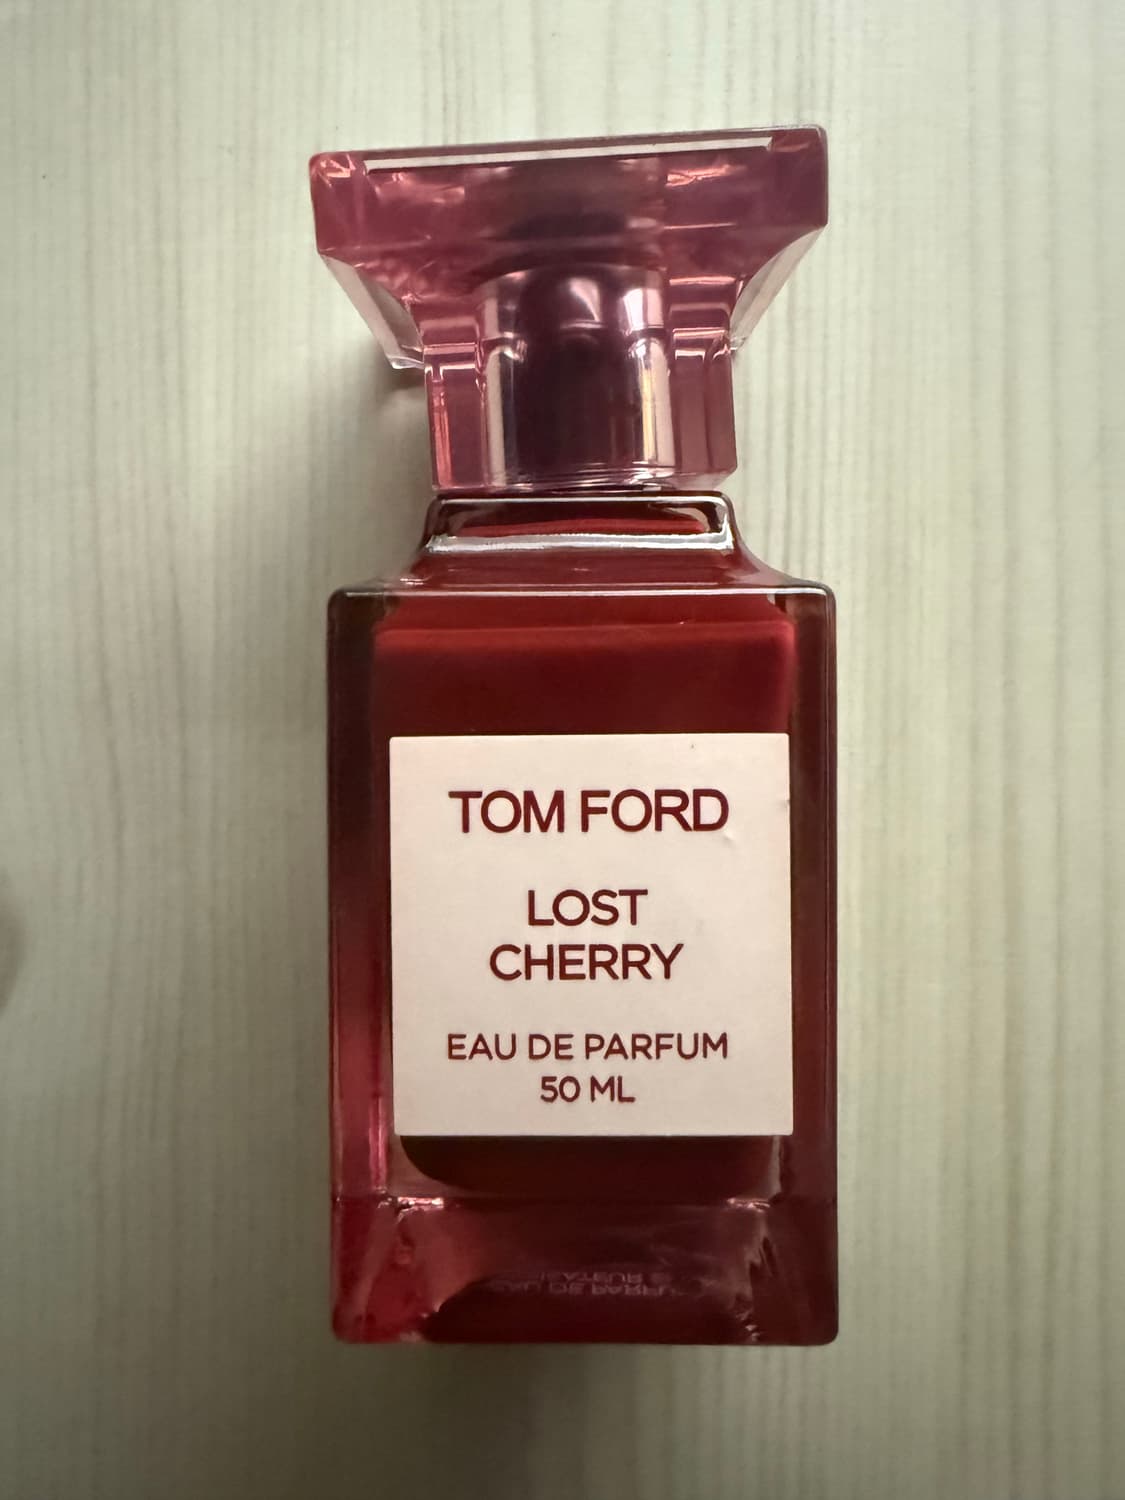 TOM FORD
LOST
CHERRY
EAU DE PARFUM
50 ML